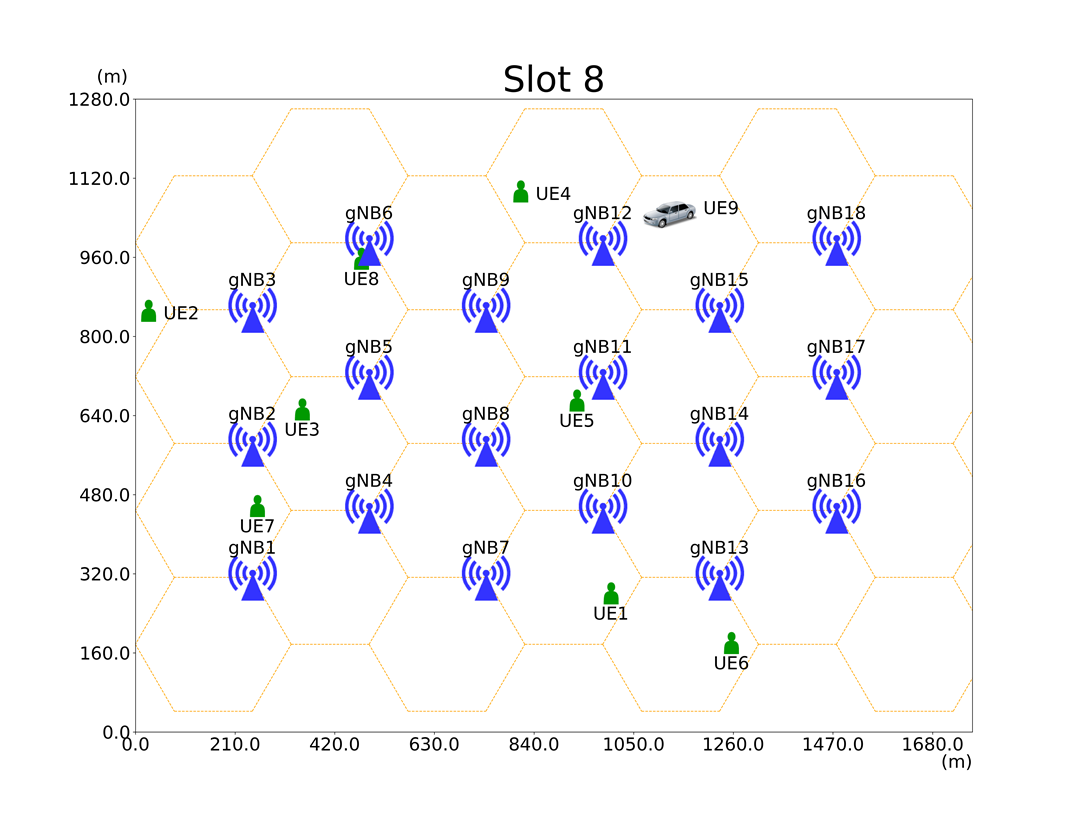 Slot 8
(m)
1280.0
1120.0
960.0
800.0
640.0
480.0
320.0
160.0
0.0
UE4
UE9
gNB6
gNB12
gNB18
UE8
gNB3
gNB9
gNB15
UE2
gNB5
gNB11
gNB17
gNB2
UE3
gNB8
UE5
gNB14
gNB4
gNB10
gNB16
UE7
gNB1
gNB7
gNB13
UE1
UE6
0.0 210.0 420.0 630.0 840.0 1050.0 1260.0 1470.0 1680.0
(m)